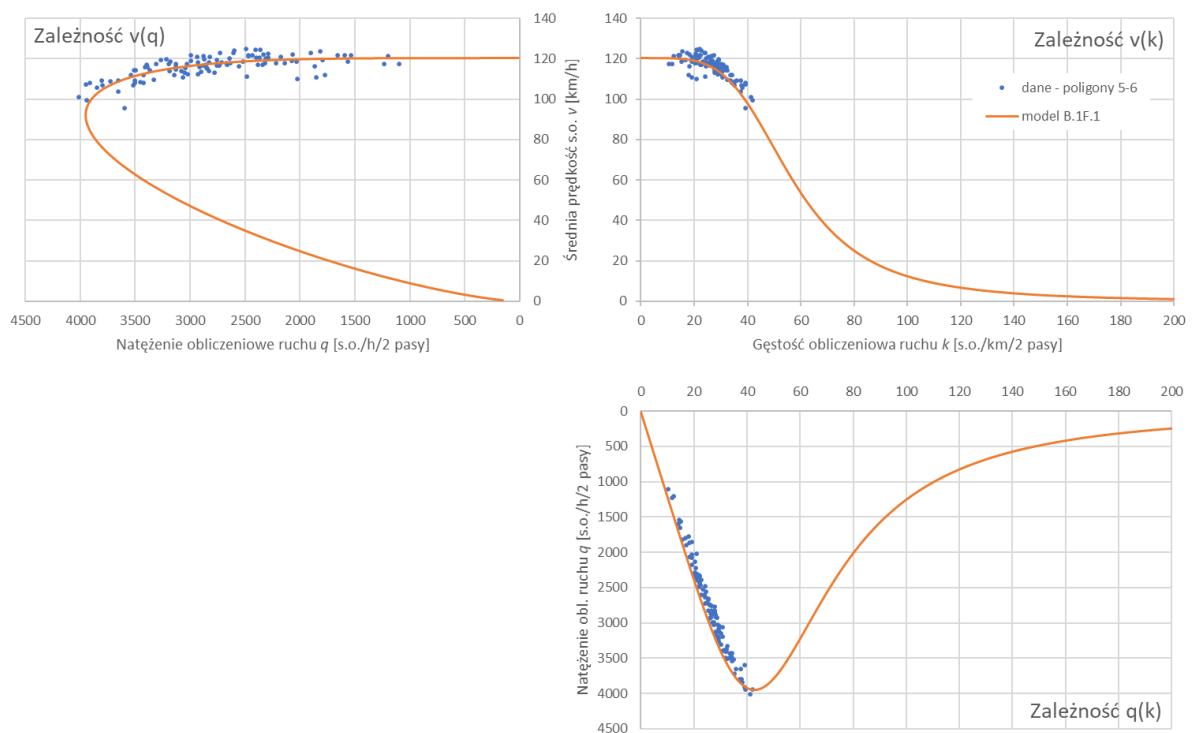 Zależność v(q)
140
120
100
80
60
40
20
0
Średnia prędkość s.o. v [km/h]
4500 4000 3500 3000 2500 2000 1500 1000 500 0
Natężenie obliczeniowe ruchu q [s.o./h/2 pasy]
Zależność v(k)
dane - poligony 5-6
model B.1F.1
140
120
100
80
60
40
20
0
0 20 40 60 80 100 120 140 160 180 200
Gęstość obliczeniowa ruchu k [s.o./km/2 pasy]
0 20 40 60 80 100 120 140 160 180 200
0
500
1000
1500
2000
2500
3000
3500
4000
4500
Natężenie obl. ruchu q [s.o./h/2 pasy]
Zależność q(k)